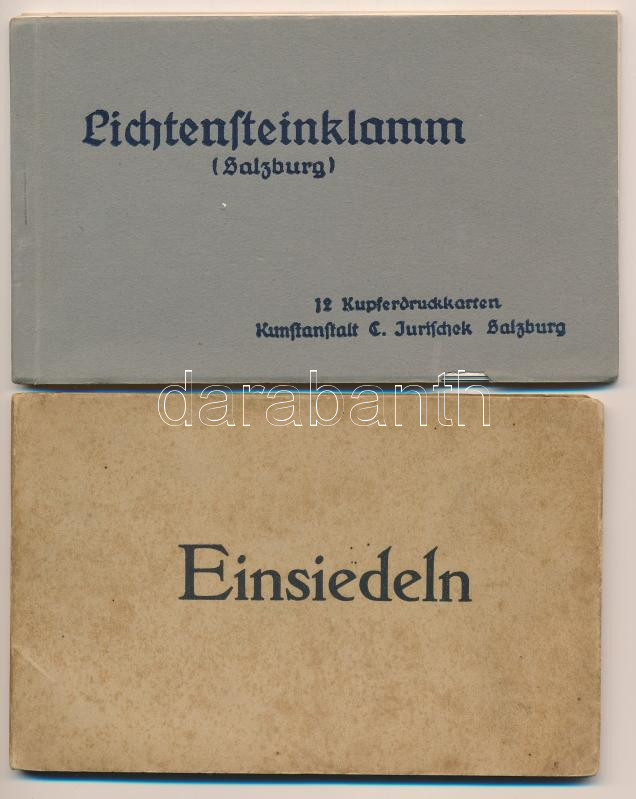 Lichtensteinklamm
(Salzburg)
12 Kupferdruckkarten
Kunstanstalt C. Jurischek Salzburg
darabanth
Einsiedeln